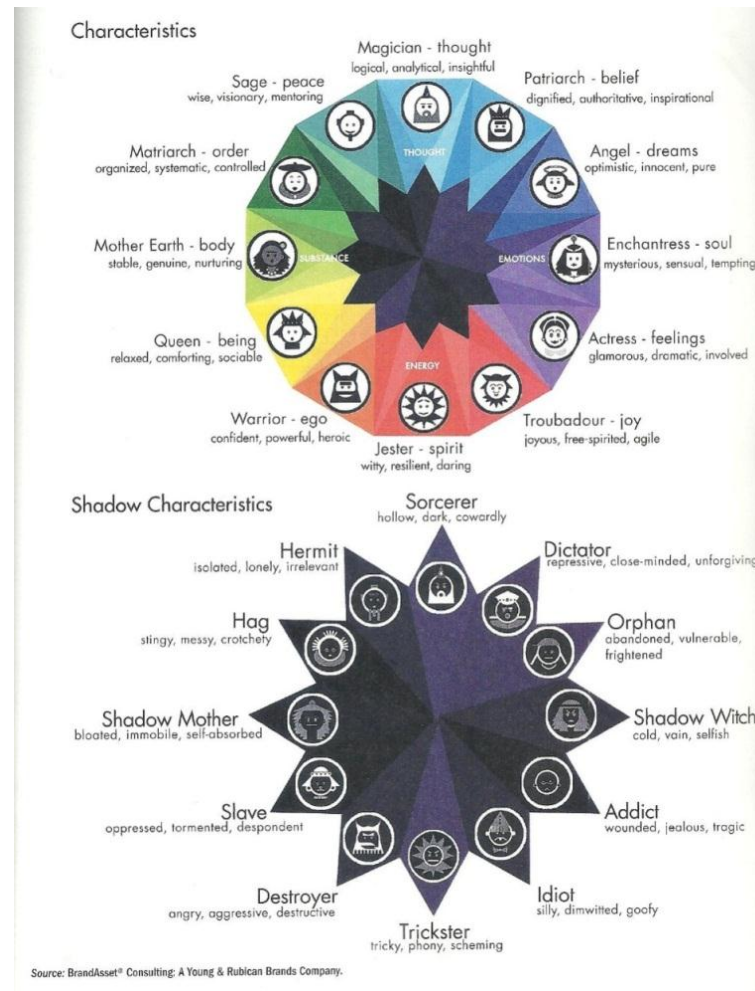 Characteristics
Magician - thought
logical, analytical, insightful
Sage - peace
wise, visionary, mentoring
Patriarch - belief
dignified, authoritative, inspirational
Matriarch - order
organized, systematic, controlled
THOUGHT
Angel - dreams
optimistic, innocent, pure
Mother Earth - body
stable, genuine, nurturing
SUBSTANCE
EMOTIONS
Enchantress - soul
mysterious, sensual, tempting
Queen - being
relaxed, comforting, sociable
Actress - feelings
glamorous, dramatic, involved
ENERGY
Warrior - ego
confident, powerful, heroic
Troubadour - joy
joyous, free-spirited, agile
Jester - spirit
witty, resilient, daring
Shadow Characteristics
Sorcerer
hollow, dark, cowardly
Hermit
isolated, lonely, irrelevant
Dictator
repressive, close-minded, unforgiving
Hag
stingy, messy, crotchety
Orphan
abandoned, vulnerable,
frightened
Shadow Mother
bloated, immobile, self-absorbed
Shadow Witch
cold, vain, selfish
Slave
oppressed, tormented, despondent
Addict
wounded, jealous, tragic
Destroyer
angry, aggressive, destructive
Idiot
silly, dimwitted, goofy
Trickster
tricky, phony, scheming
Source: BrandAsset® Consulting: A Young & Rubican Brands Company.